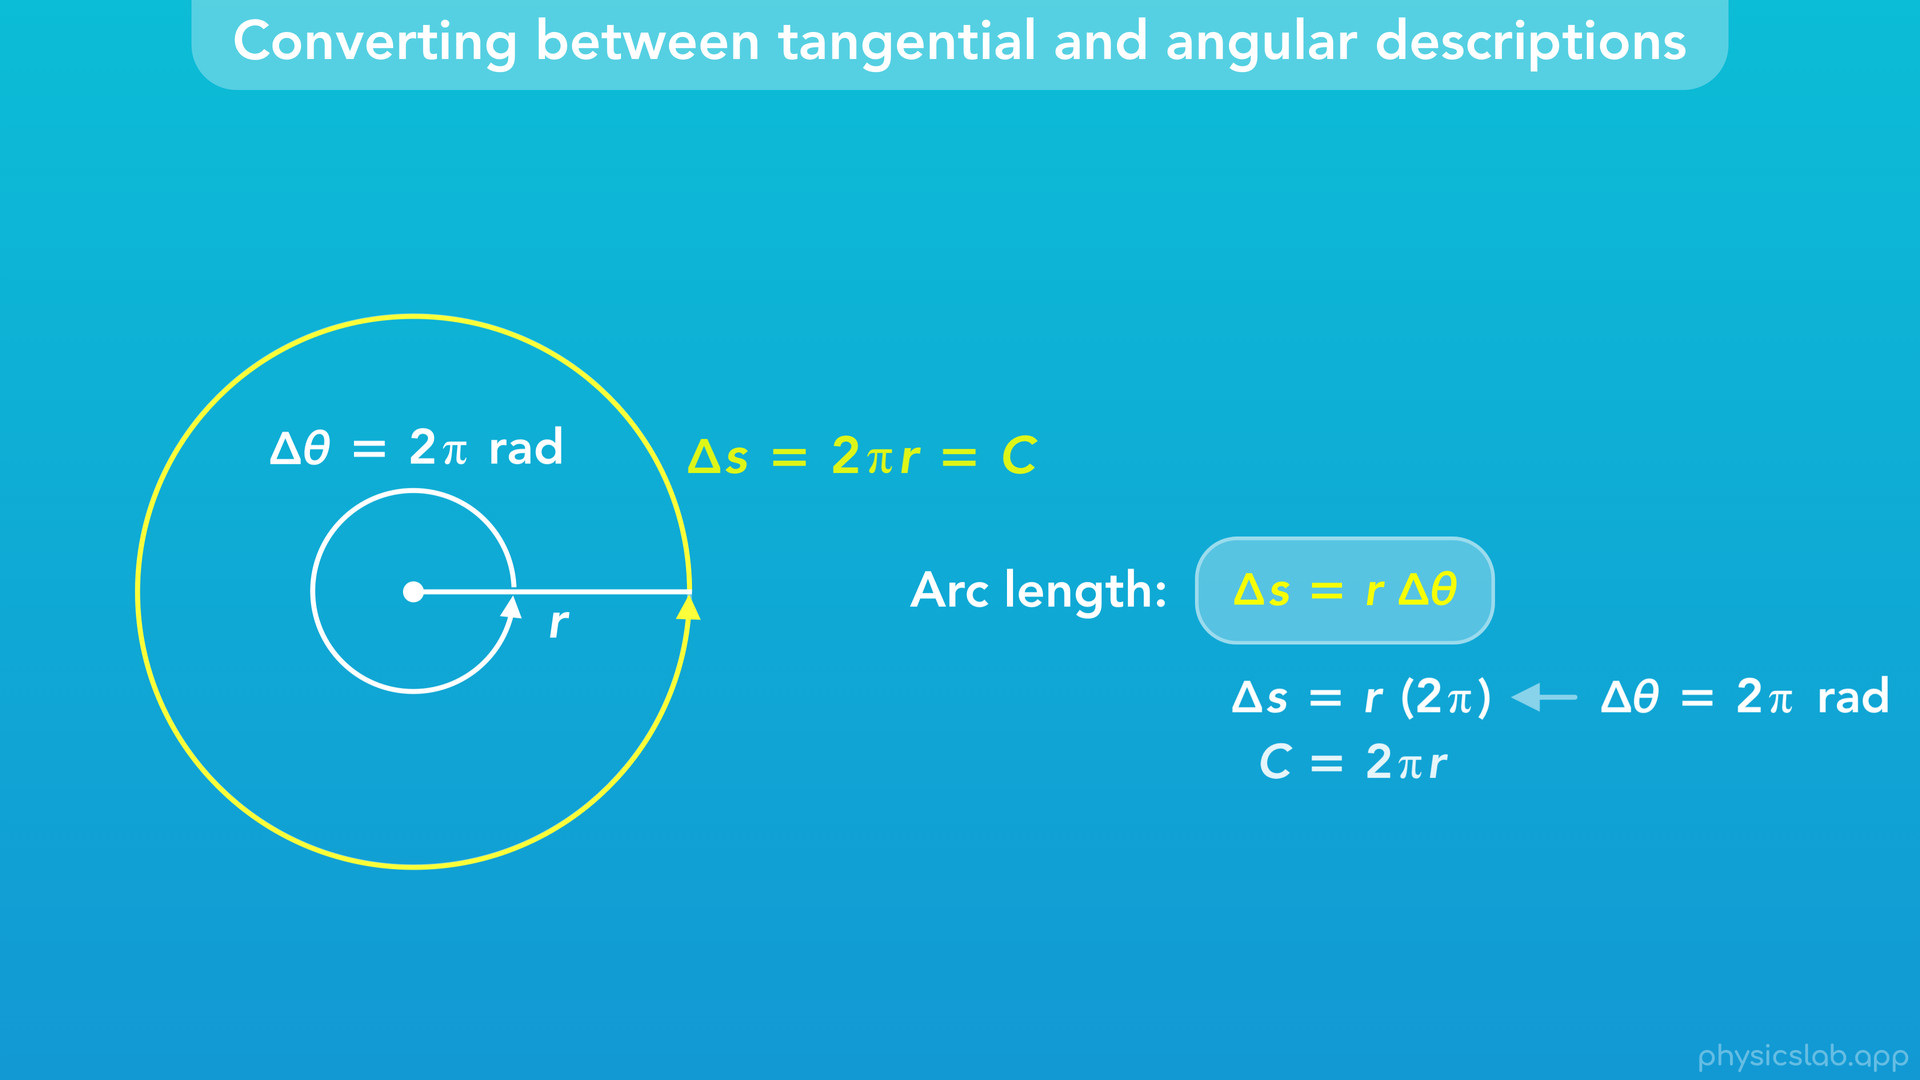 Converting between tangential and angular descriptions
Δθ = 2π rad
Δs = 2πr = C
r
Arc length: Δs = r Δθ
Δs = r (2π) ← Δθ = 2π rad
C = 2πr
physicslab.app